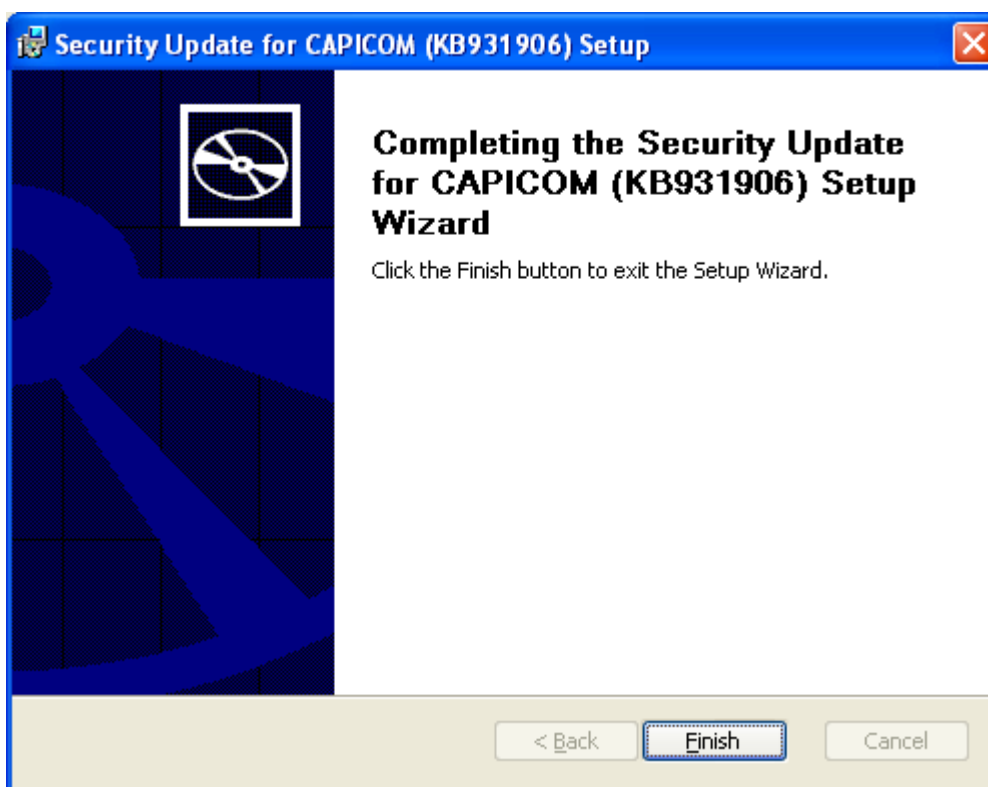 Security Update for CAPICOM (KB931906) Setup
Completing the Security Update
for CAPICOM (KB931906) Setup
Wizard
Click the Finish button to exit the Setup Wizard.
< Back
Finish
Cancel